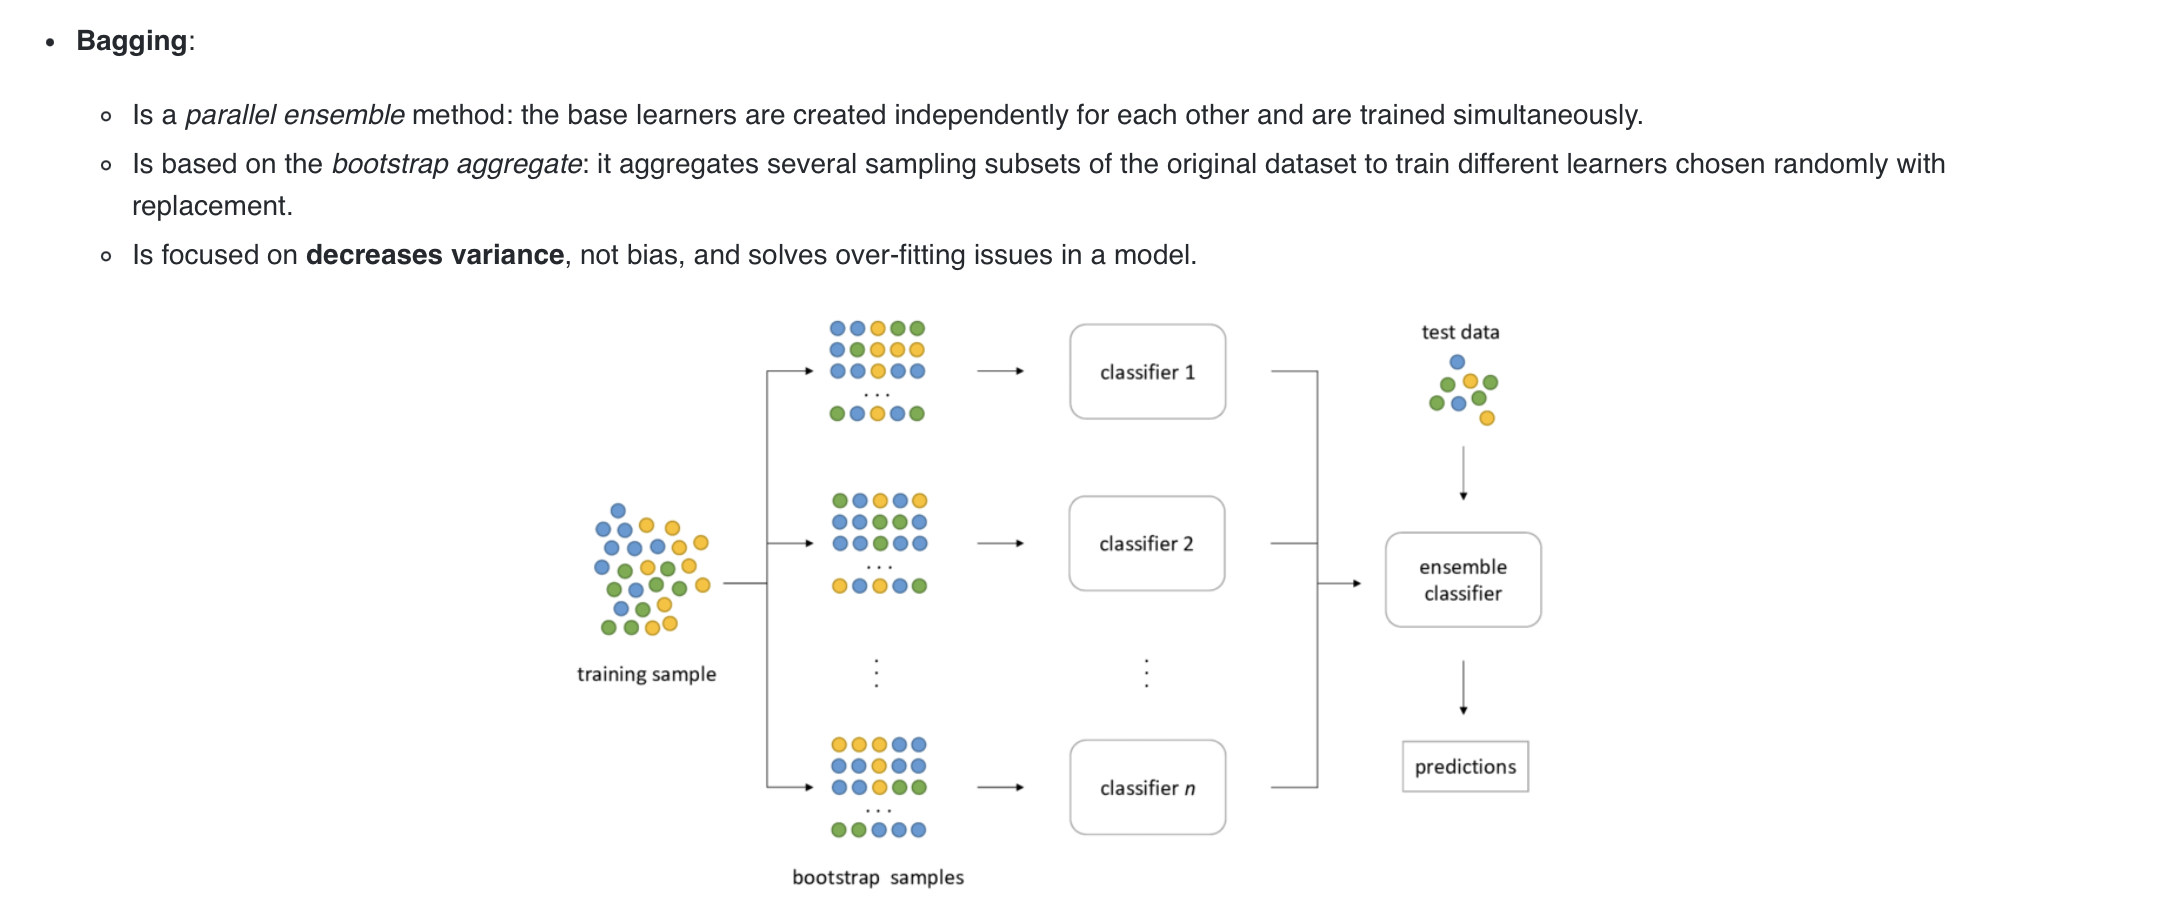 Bagging:
Is a parallel ensemble method: the base learners are created independently for each other and are trained simultaneously.
Is based on the bootstrap aggregate: it aggregates several sampling subsets of the original dataset to train different learners chosen randomly with
replacement.
Is focused on decreases variance, not bias, and solves over-fitting issues in a model.
training sample
...
...
...
bootstrap samples
classifier 1
classifier 2
classifier n
test data
ensemble
classifier
predictions